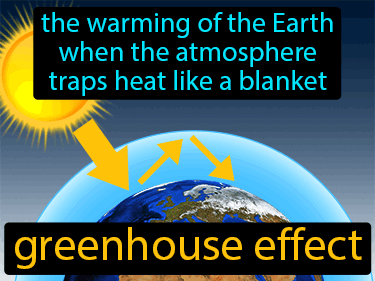 the warming of the Earth
when the atmosphere
traps heat like a blanket
greenhouse effect